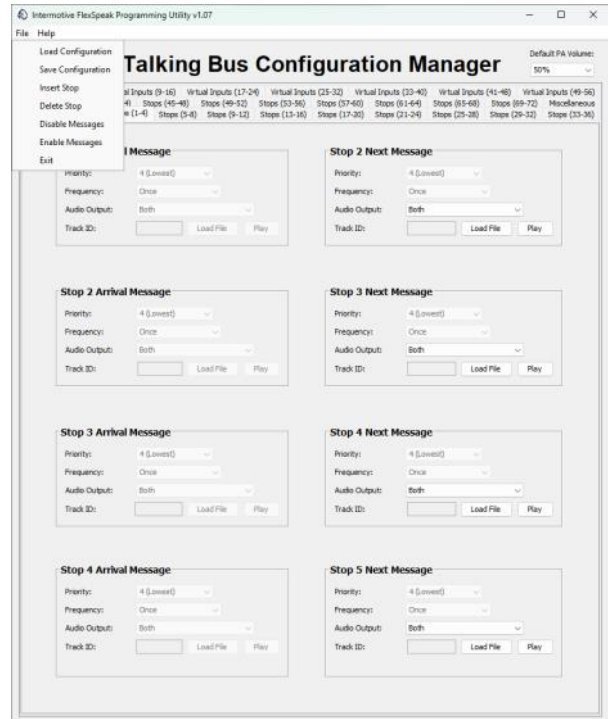 Intermotive FlexSpeak Programming Utility v1.07
File Help
Load Configuration
Save Configuration
Insert Stop
Delete Stop
Disable Messages
Enable Messages
Exit
Talking Bus Configuration Manager
Default PA Volume:
50%
Inputs (9-16) Virtual Inputs (17-24) Virtual Inputs (25-32) Virtual Inputs (33-40) Virtual Inputs (41-48) Virtual Inputs (49-56)
Stops (45-48) Stops (49-52) Stops (53-56) Stops (57-60) Stops (61-64) Stops (65-68) Stops (69-72) Miscellaneous
(1-4) Stops (5-8) Stops (9-12) Stops (13-16) Stops (17-20) Stops (21-24) Stops (25-28) Stops (29-32) Stops (33-36)
Message
Priority: 4 (Lowest)
Frequency: Once
Audio Output: Both
Track ID: Load File Play
Stop 2 Next Message
Priority: 4 (Lowest)
Frequency: Once
Audio Output: Both
Track ID: Load File Play
Stop 2 Arrival Message
Priority: 4 (Lowest)
Frequency: Once
Audio Output: Both
Track ID: Load File Play
Stop 3 Next Message
Priority: 4 (Lowest)
Frequency: Once
Audio Output: Both
Track ID: Load File Play
Stop 3 Arrival Message
Priority: 4 (Lowest)
Frequency: Once
Audio Output: Both
Track ID: Load File Play
Stop 4 Next Message
Priority: 4 (Lowest)
Frequency: Once
Audio Output: Both
Track ID: Load File Play
Stop 4 Arrival Message
Priority: 4 (Lowest)
Frequency: Once
Audio Output: Both
Track ID: Load File Play
Stop 5 Next Message
Priority: 4 (Lowest)
Frequency: Once
Audio Output: Both
Track ID: Load File Play